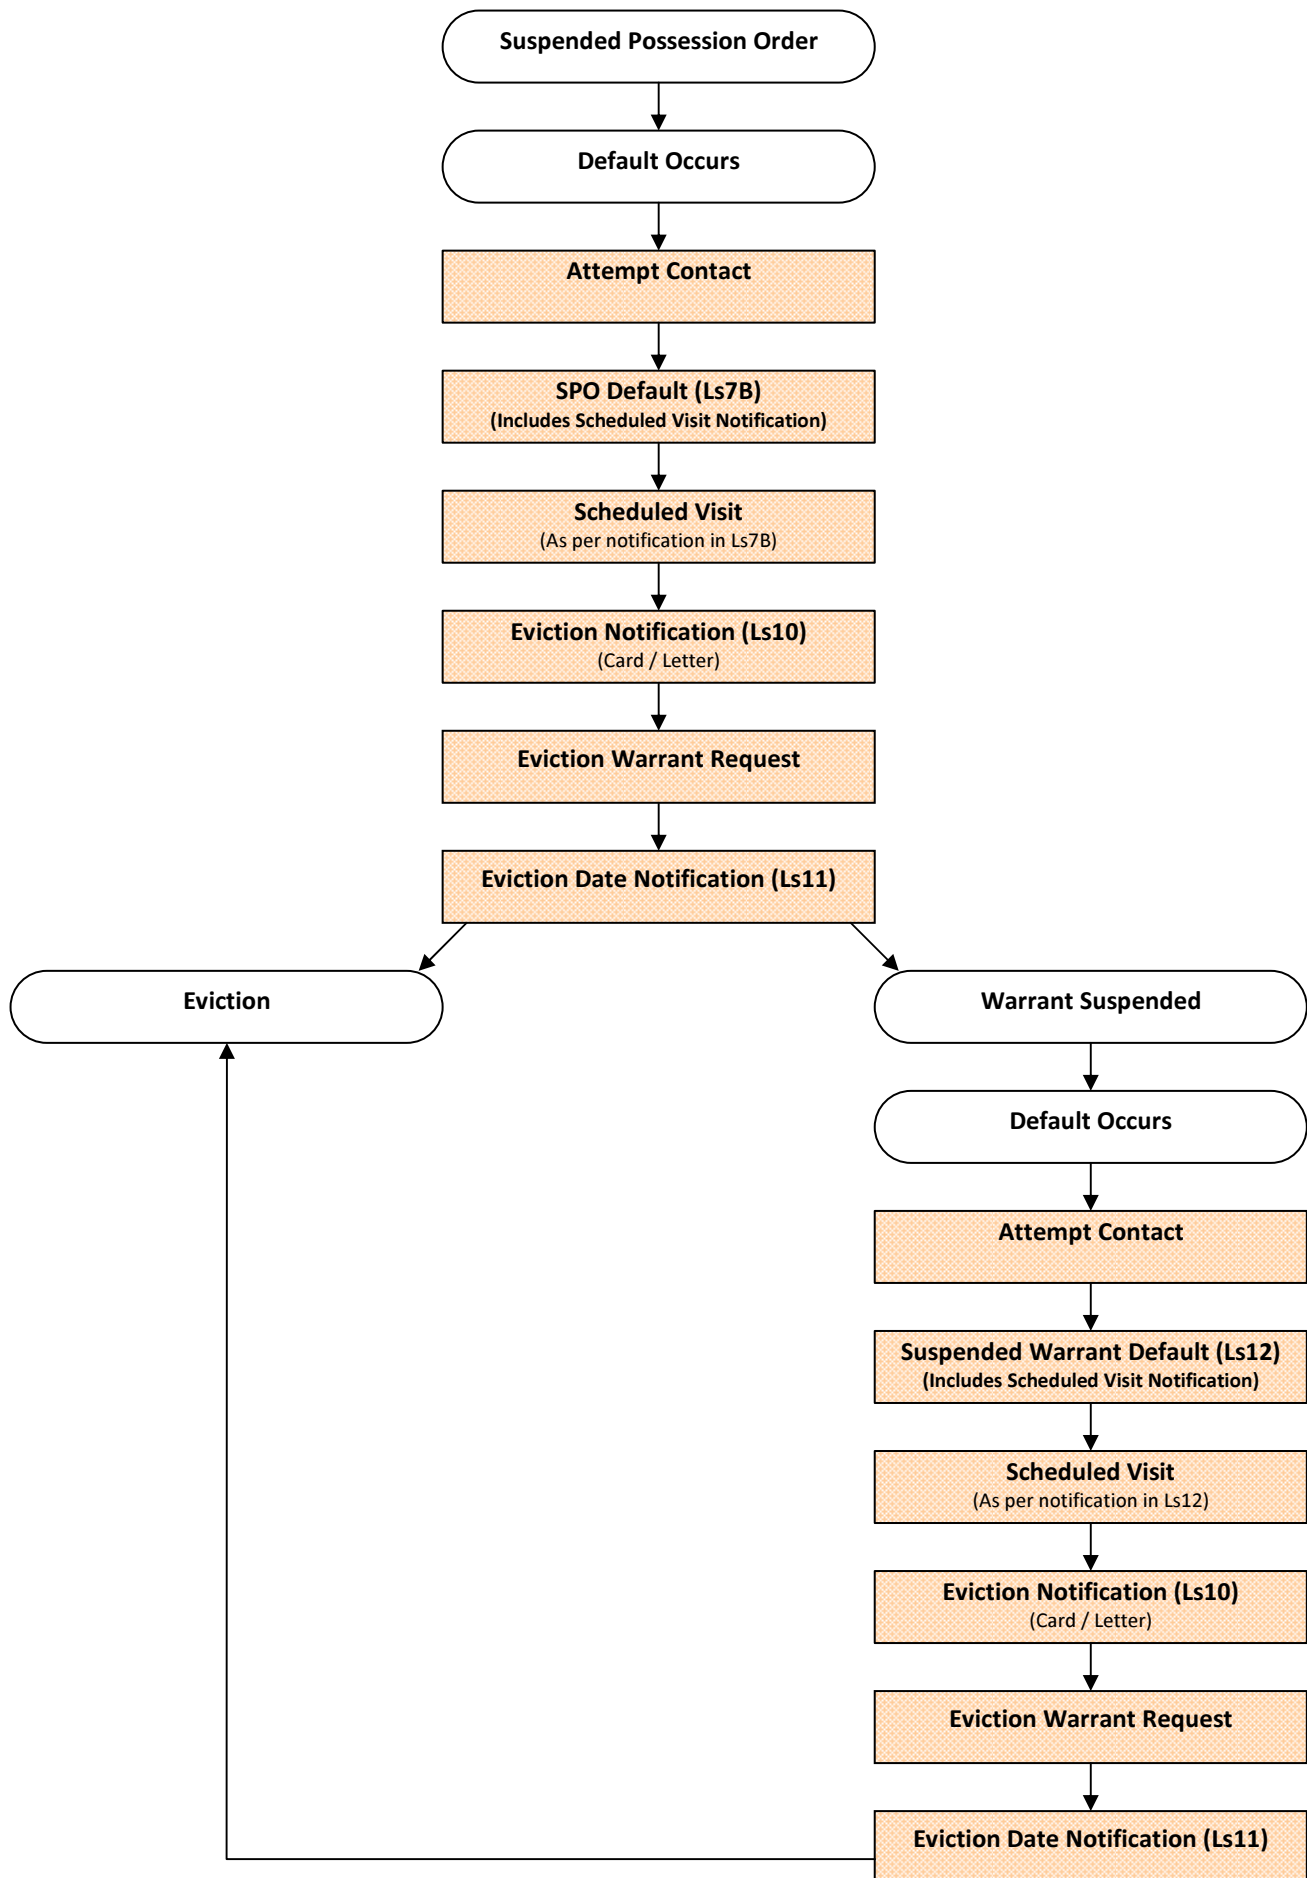 Suspended Possession Order
Default Occurs
Attempt Contact
SPO Default (Ls7B)
(Includes Scheduled Visit Notification)
Scheduled Visit
(As per notification in Ls7B)
Eviction Notification (Ls10)
(Card / Letter)
Eviction Warrant Request
Eviction Date Notification (Ls11)
Eviction
Warrant Suspended
Default Occurs
Attempt Contact
Suspended Warrant Default (Ls12)
(Includes Scheduled Visit Notification)
Scheduled Visit
(As per notification in Ls12)
Eviction Notification (Ls10)
(Card / Letter)
Eviction Warrant Request
Eviction Date Notification (Ls11)